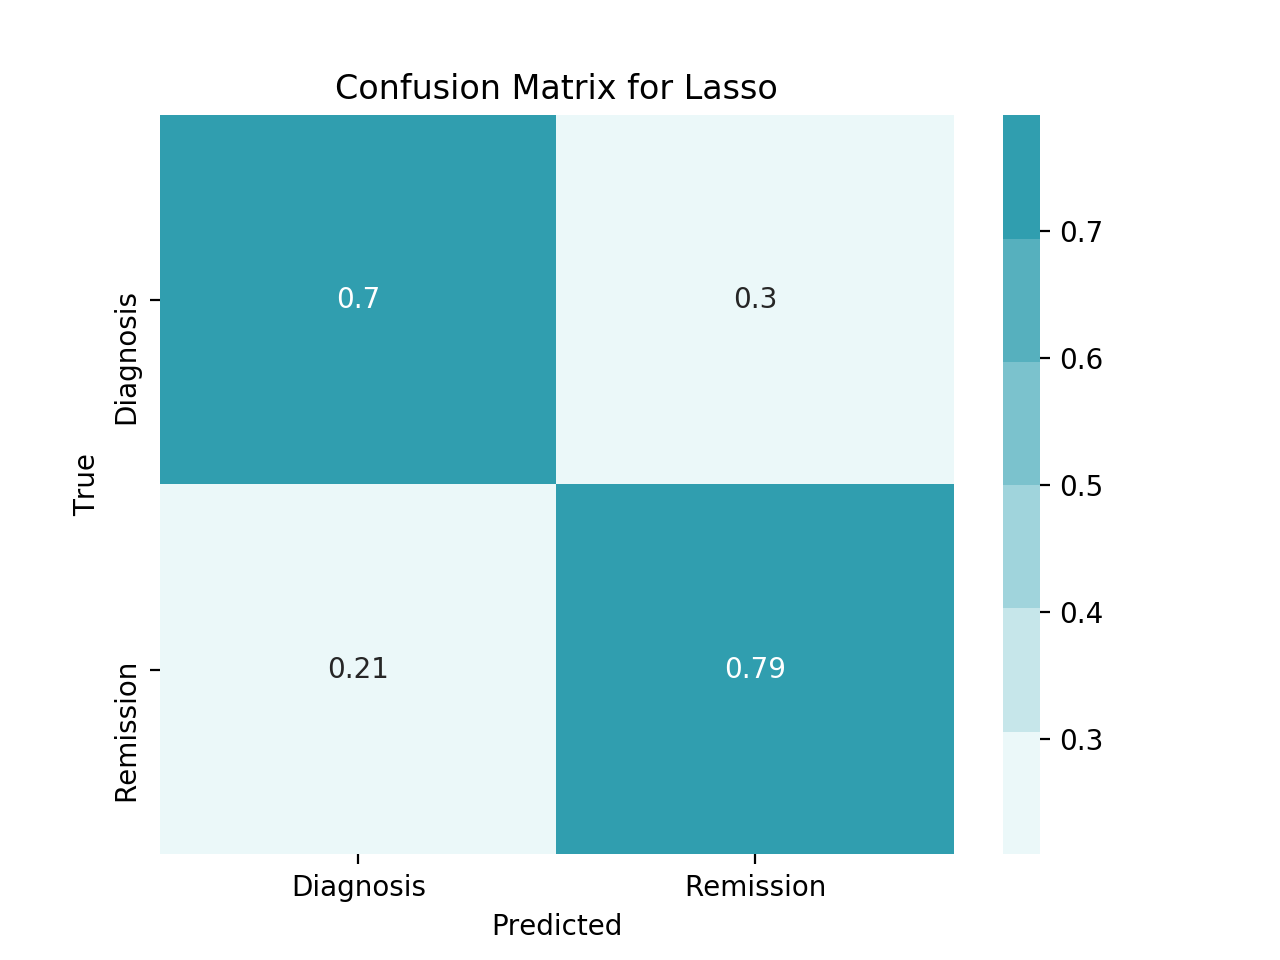 Confusion Matrix for Lasso
True
Diagnosis
Remission
0.7
0.3
0.21
0.79
Diagnosis
Remission
Predicted
0.7
0.6
0.5
0.4
0.3